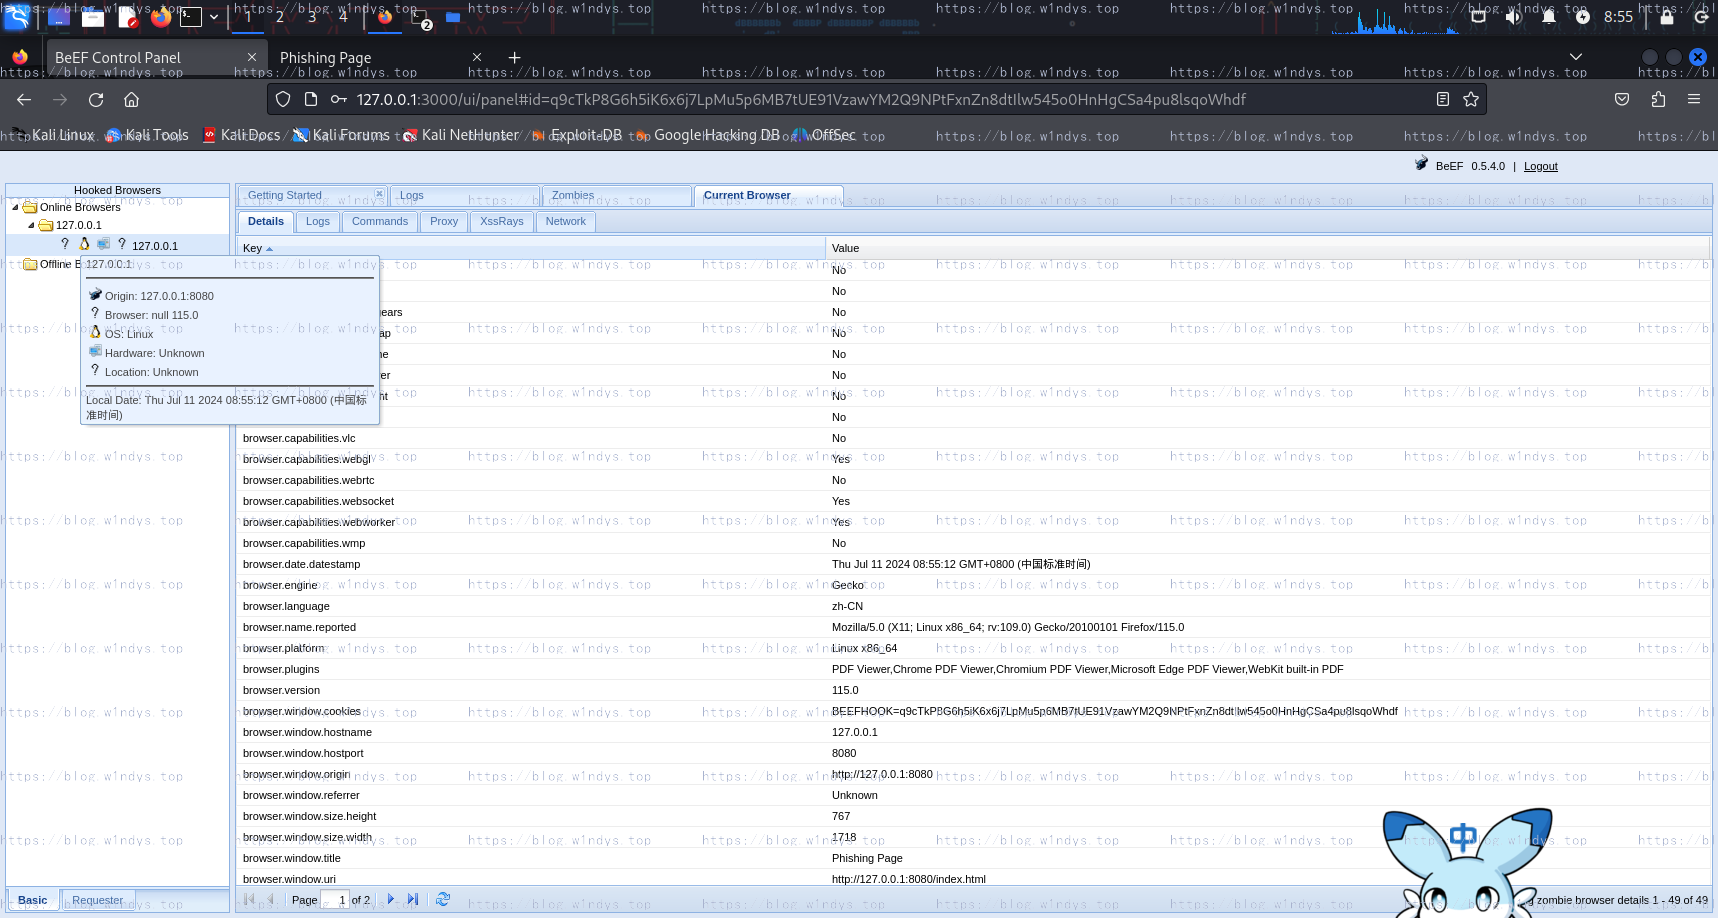 1 2 3 4 2 8:55
BeEF Control Panel
Phishing Page
127.0.0.1:3000/ui/panel#id=q9cTkP8G6h5iK6x6j7LpMu5p6MB7tUE91VzawYM2Q9NPtFxnZn8dtIlw545o0HnHgCSa4pu8lsqoWhdf
Kali Linux Kali Tools Kali Docs Kali Forums Kali NetHunter Exploit-DB Google Hacking DB OffSec
BeEF 0.5.4.0 | Logout
Hooked Browsers
Getting Started Logs Zombies Current Browser
Online Browsers
Details Logs Commands Proxy XssRays Network
127.0.0.1
? ? 127.0.0.1
Key Value
Offline B
127.0.0.1
Origin: 127.0.0.1:8080
? Browser: null 115.0
OS: Linux
Hardware: Unknown
? Location: Unknown
Local Date: Thu Jul 11 2024 08:55:12 GMT+0800 (中国标
准时间)
No
No
ears No
ap No
me No
er No
ht No
No
browser.capabilities.vlc No
browser.capabilities.webgl Yes
browser.capabilities.webrtc No
browser.capabilities.websocket Yes
browser.capabilities.webworker Yes
browser.capabilities.wmp No
browser.date.datestamp Thu Jul 11 2024 08:55:12 GMT+0800 (中国标准时间)
browser.engine Gecko
browser.language zh-CN
browser.name.reported Mozilla/5.0 (X11; Linux x86_64; rv:109.0) Gecko/20100101 Firefox/115.0
browser.platform Linux x86_64
browser.plugins PDF Viewer,Chrome PDF Viewer,Chromium PDF Viewer,Microsoft Edge PDF Viewer,WebKit built-in PDF
browser.version 115.0
browser.window.cookies BEEFHOOK=q9cTkP8G6h5iK6x6j7LpMu5p6MB7tUE91VzawYM2Q9NPtFxnZn8dtIlw545o0HnHgCSa4pu8lsqoWhdf
browser.window.hostname 127.0.0.1
browser.window.hostport 8080
browser.window.origin http://127.0.0.1:8080
browser.window.referrer Unknown
browser.window.size.height 767
browser.window.size.width 1718
browser.window.title Phishing Page
browser.window.uri http://127.0.0.1:8080/index.html
中
Basic Requester
Page 1 of 2
zombie browser details 1 - 49 of 49
https://blog.w1ndys.top